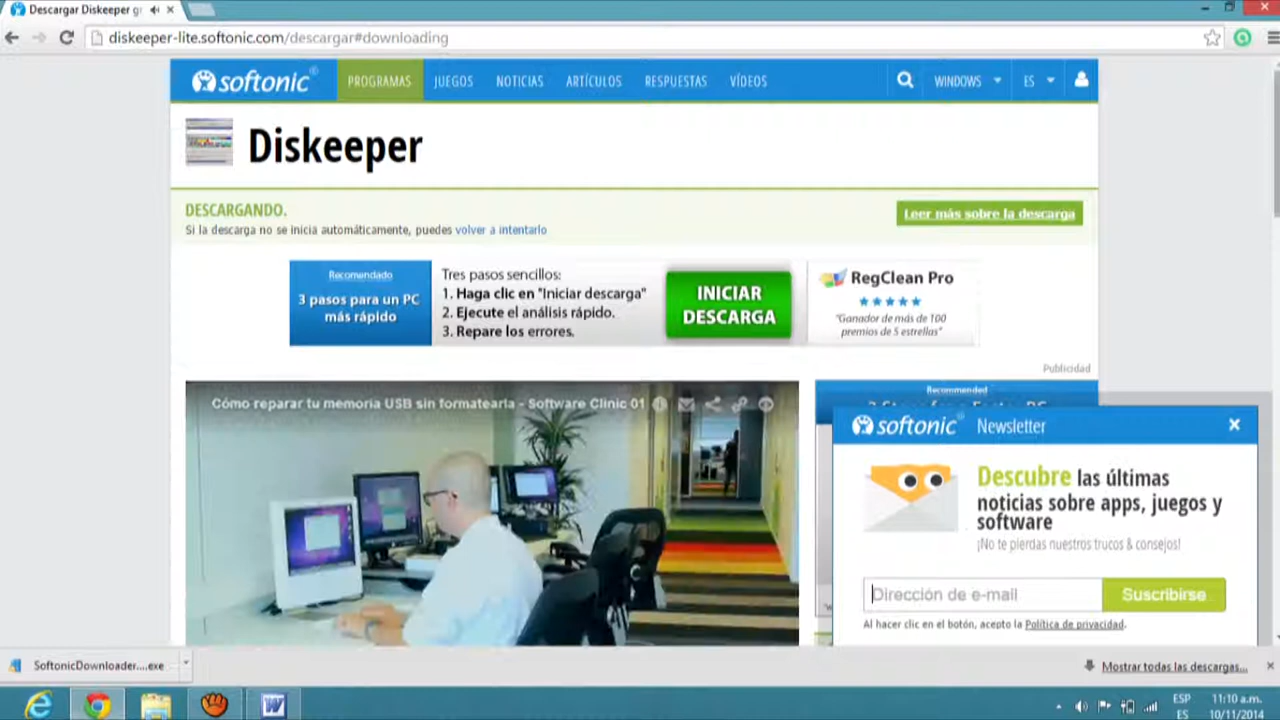 Descargar Diskeeper gr
diskeeper-lite.softonic.com/descargar#downloading
softonic
PROGRAMAS
JUEGOS
NOTICIAS
ARTÍCULOS
RESPUESTAS
VÍDEOS
WINDOWS
ES
Diskeeper
DESCARGANDO.
Si la descarga no se inicia automáticamente, puedes volver a intentarlo
Leer más sobre la descarga
Recomendado
3 pasos para un PC
más rápido
Tres pasos sencillos:
1. Haga clic en "Iniciar descarga"
2. Ejecute el análisis rápido.
3. Repare los errores.
INICIAR
DESCARGA
RegClean Pro
"Ganador de más de 100
premios de 5 estrellas"
Publicidad
Cómo reparar tu memoria USB sin formatearla - Software Clinic 01
Recommended
softonic Newsletter
Descubre las últimas
noticias sobre apps, juegos y
software
¡No te pierdas nuestros trucos & consejos!
Dirección de e-mail
Suscribirse
Al hacer clic en el botón, acepto la Política de privacidad.
SoftonicDownloader....exe
Mostrar todas las descargas...
ESP
ES
11:10 a.m.
10/11/2014